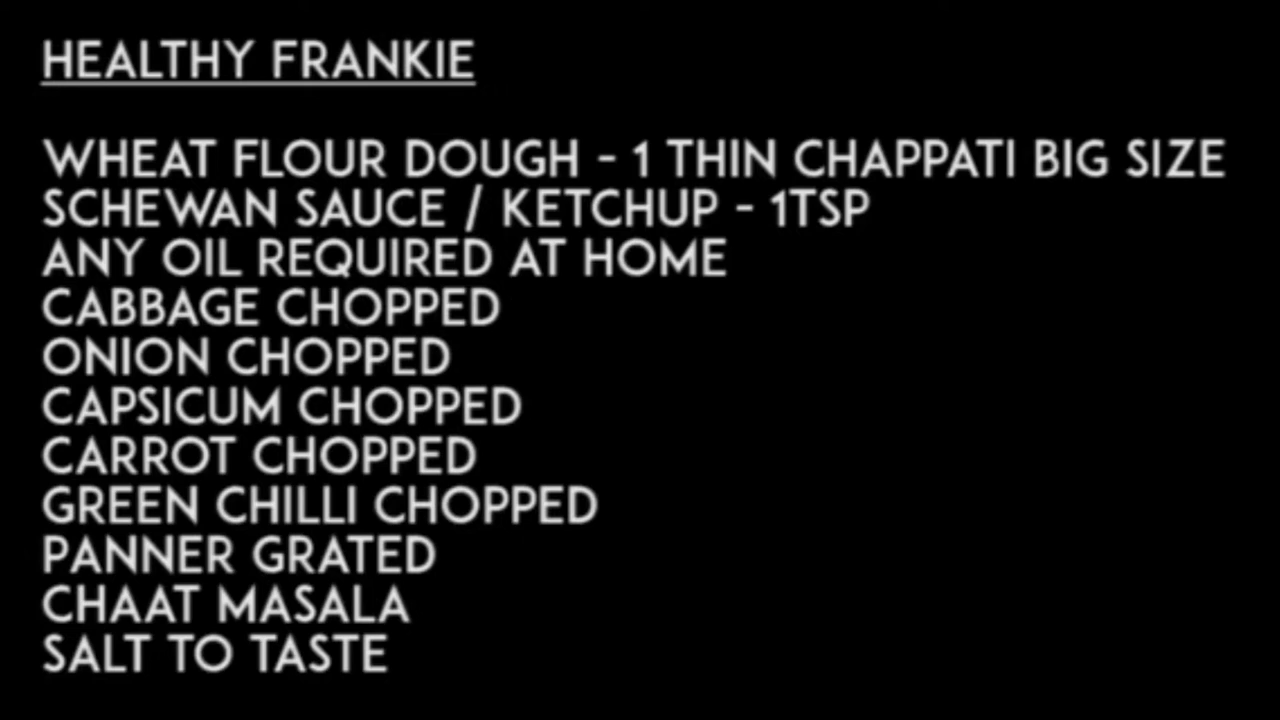 HEALTHY FRANKIE
WHEAT FLOUR DOUGH - 1 THIN CHAPPATI BIG SIZE
SCHEWAN SAUCE / KETCHUP - 1TSP
ANY OIL REQUIRED AT HOME
CABBAGE CHOPPED
ONION CHOPPED
CAPSICUM CHOPPED
CARROT CHOPPED
GREEN CHILLI CHOPPED
PANNER GRATED
CHAAT MASALA
SALT TO TASTE